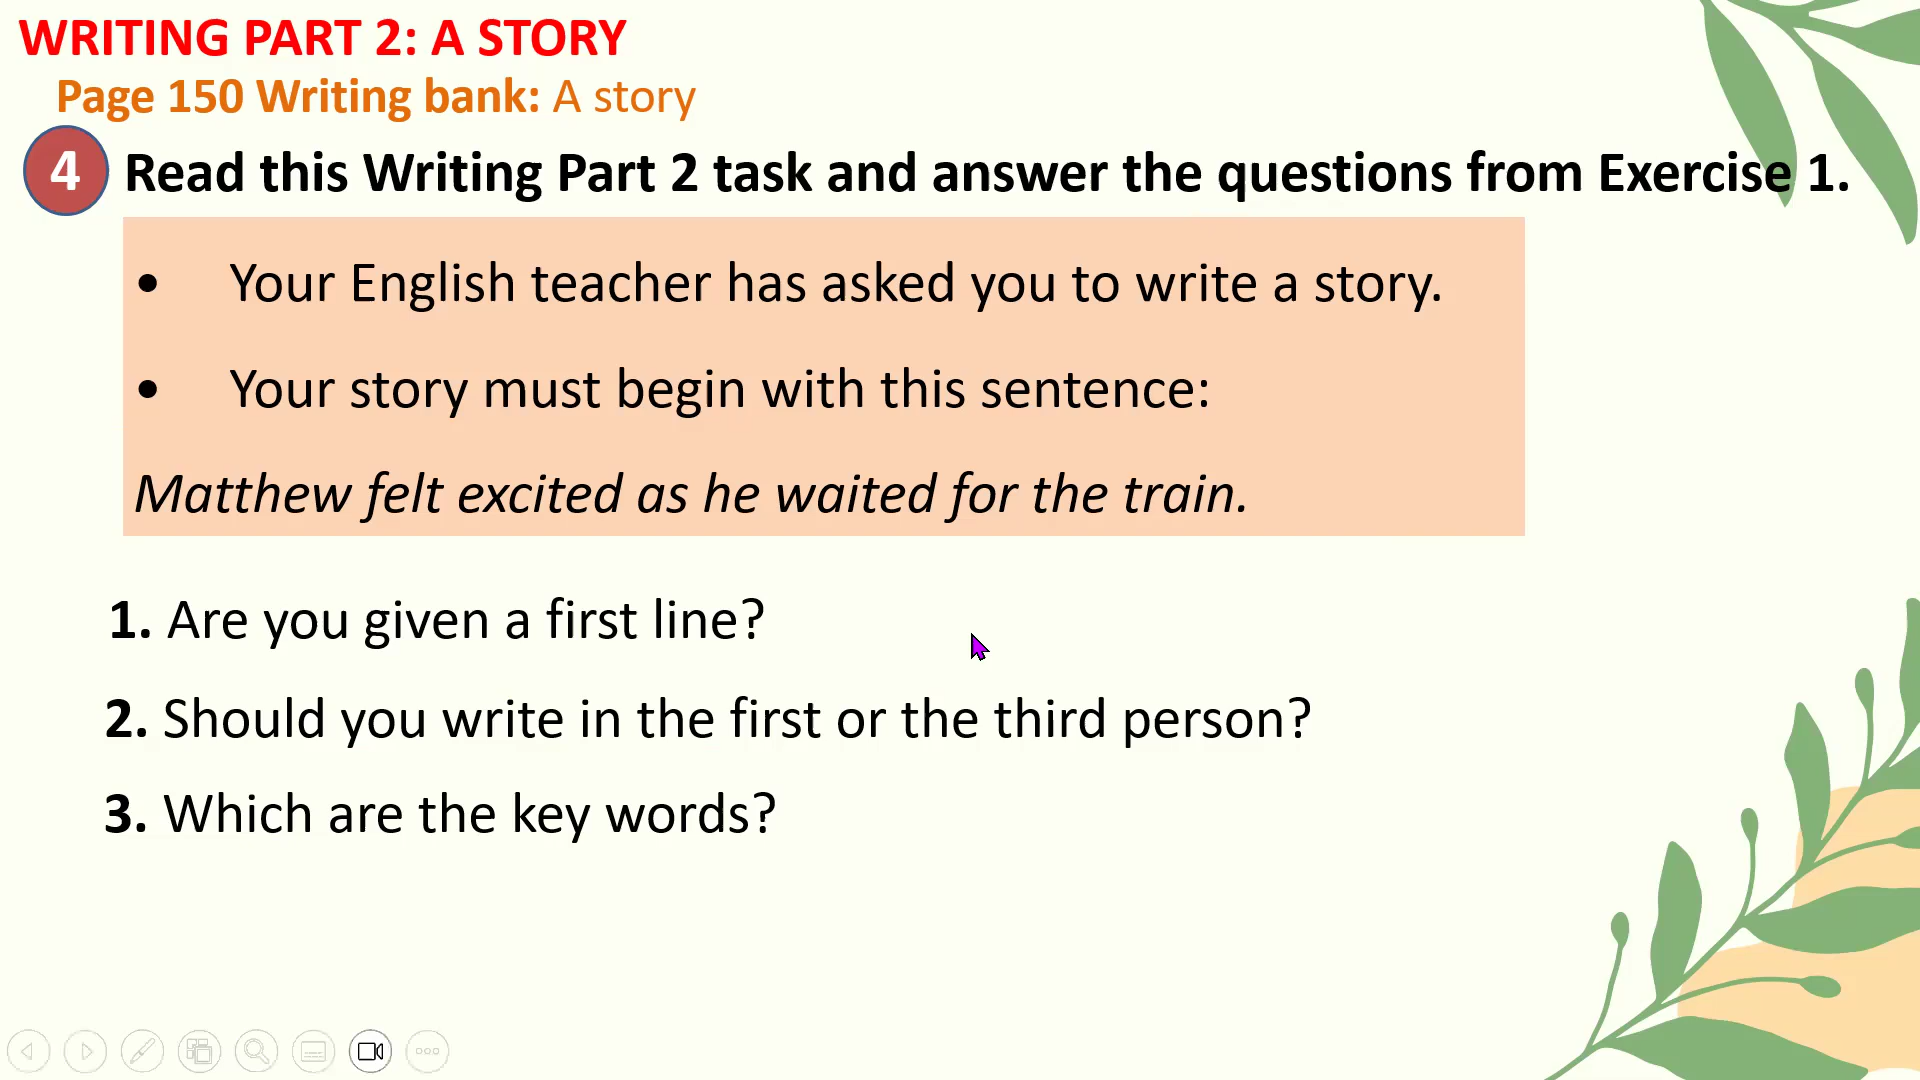 WRITING PART 2: A STORY
Page 150 Writing bank: A story
4 Read this Writing Part 2 task and answer the questions from Exercise 1.
• Your English teacher has asked you to write a story.
• Your story must begin with this sentence:
Matthew felt excited as he waited for the train.
1. Are you given a first line?
2. Should you write in the first or the third person?
3. Which are the key words?